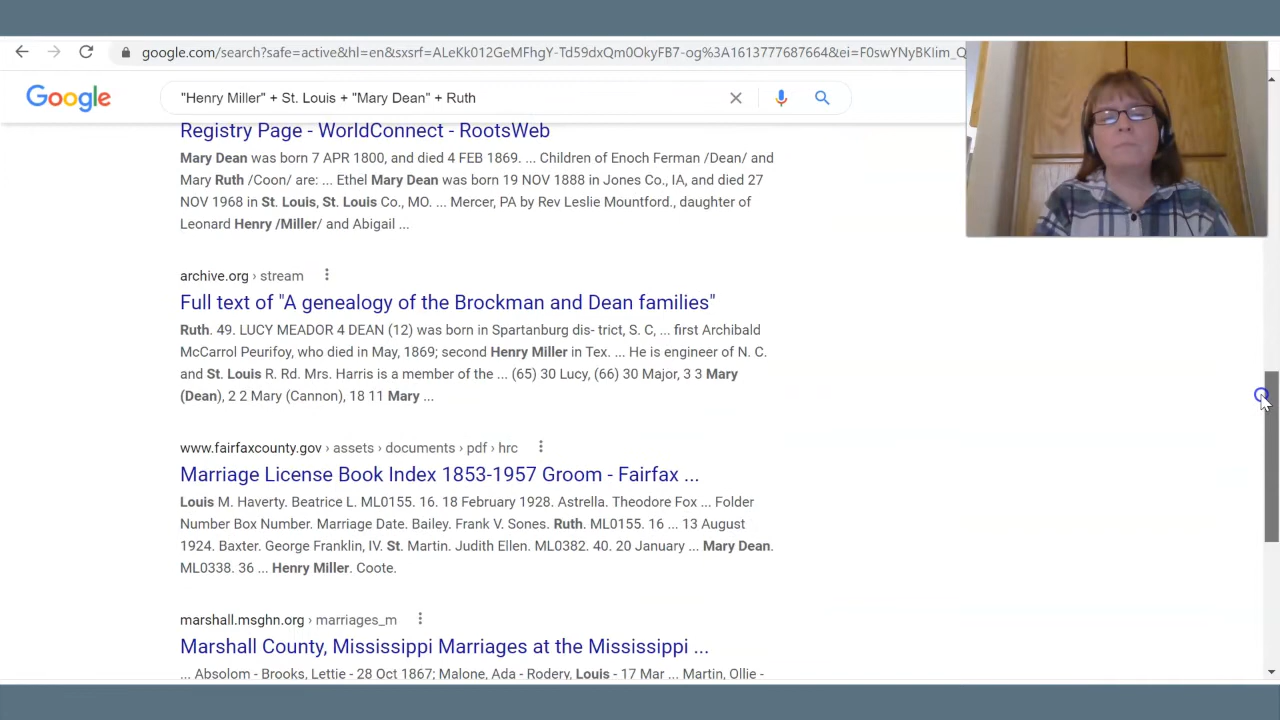 google.com/search?safe=active&hl=en&sxsrf=ALeKk012GeMFhgY-Td59dxQm0OkyFB7-og%3A1613777687664&ei=F0swYNyBKlim_Q
Google
"Henry Miller" + St. Louis + "Mary Dean" + Ruth
Registry Page - WorldConnect - RootsWeb
Mary Dean was born 7 APR 1800, and died 4 FEB 1869. ... Children of Enoch Ferman /Dean/ and
Mary Ruth /Coon/ are: ... Ethel Mary Dean was born 19 NOV 1888 in Jones Co., IA, and died 27
NOV 1968 in St. Louis, St. Louis Co., MO. ... Mercer, PA by Rev Leslie Mountford., daughter of
Leonard Henry /Miller/ and Abigail ...
archive.org › stream
Full text of "A genealogy of the Brockman and Dean families"
Ruth. 49. LUCY MEADOR 4 DEAN (12) was born in Spartanburg dis- trict, S. C, ... first Archibald
McCarrol Peurifoy, who died in May, 1869; second Henry Miller in Tex. ... He is engineer of N. C.
and St. Louis R. Rd. Mrs. Harris is a member of the ... (65) 30 Lucy, (66) 30 Major, 3 3 Mary
(Dean), 2 2 Mary (Cannon), 18 11 Mary ...
www.fairfaxcounty.gov › assets › documents › pdf › hrc
Marriage License Book Index 1853-1957 Groom - Fairfax ...
Louis M. Haverty. Beatrice L. ML0155. 16. 18 February 1928. Astrella. Theodore Fox ... Folder
Number Box Number. Marriage Date. Bailey. Frank V. Sones. Ruth. ML0155. 16 ... 13 August
1924. Baxter. George Franklin, IV. St. Martin. Judith Ellen. ML0382. 40. 20 January ... Mary Dean.
ML0338. 36 ... Henry Miller. Coote.
marshall.msghn.org › marriages_m
Marshall County, Mississippi Marriages at the Mississippi ...
... Absolom - Brooks, Lettie - 28 Oct 1867; Malone, Ada - Rodery, Louis - 17 Mar ... Martin, Ollie -